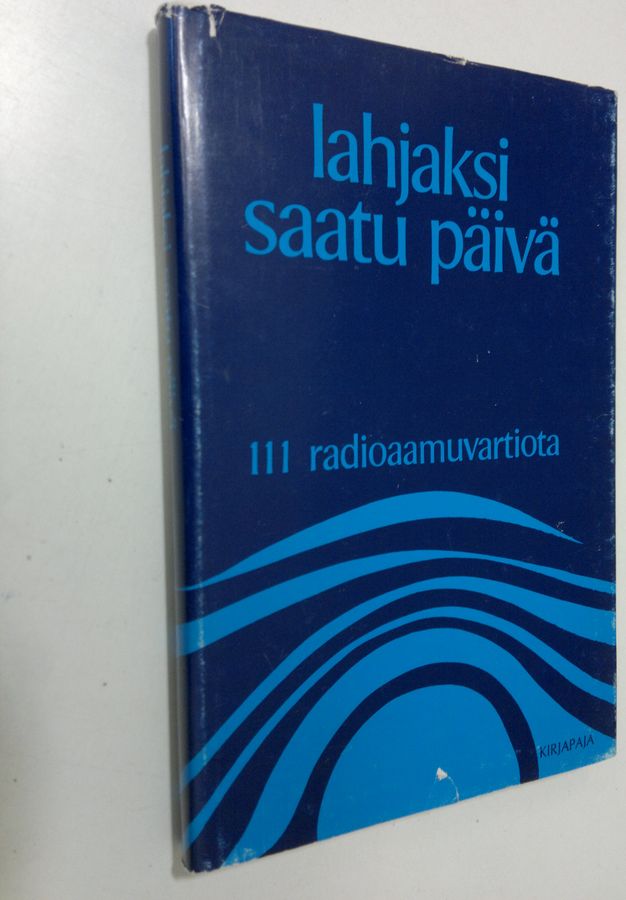 lahjaksi
saatu päivä
111 radioaamuvartiota
KIRJAPAJA